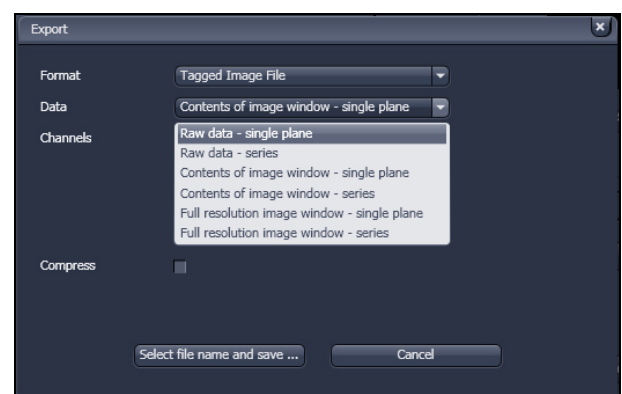 Export
x
Format Tagged Image File
Data Contents of image window - single plane
Channels Raw data - single plane
Raw data - series
Contents of image window - single plane
Contents of image window - series
Full resolution image window - single plane
Full resolution image window - series
Compress
Select file name and save ... Cancel